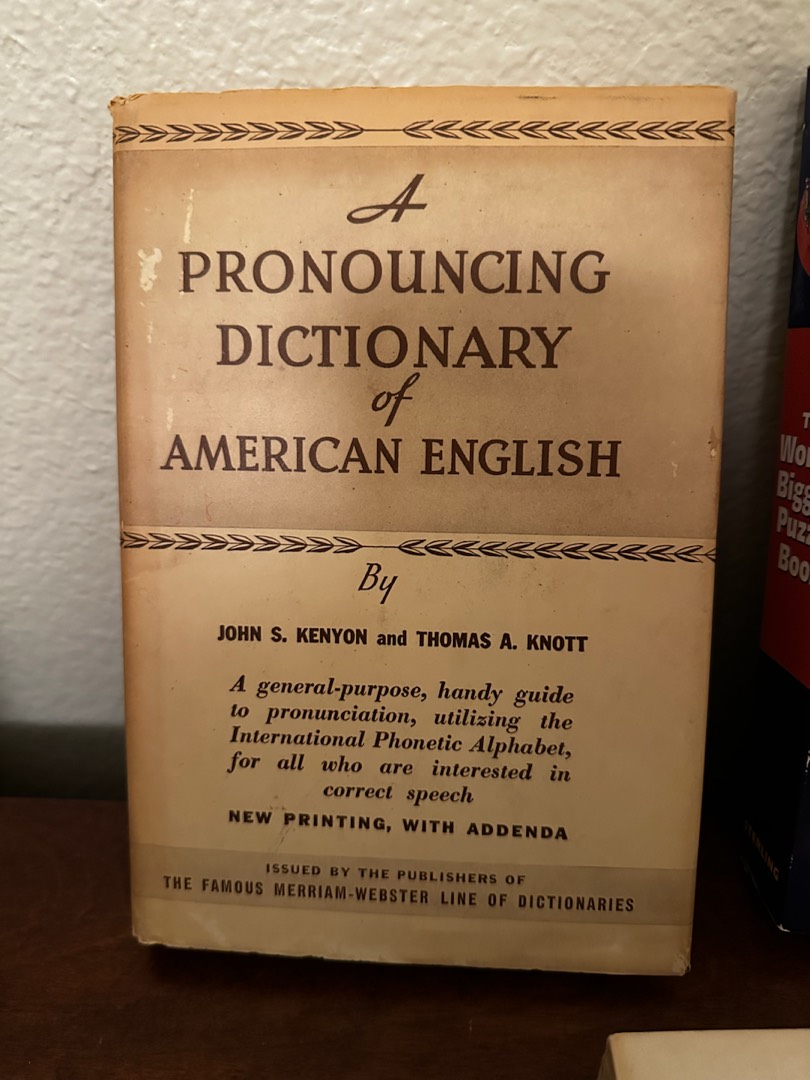 A
PRONOUNCING
DICTIONARY
of
AMERICAN ENGLISH
By
JOHN S. KENYON and THOMAS A. KNOTT
A general-purpose, handy guide
to pronunciation, utilizing the
International Phonetic Alphabet,
for all who are interested in
correct speech
NEW PRINTING, WITH ADDENDA
ISSUED BY THE PUBLISHERS OF
THE FAMOUS MERRIAM-WEBSTER LINE OF DICTIONARIES